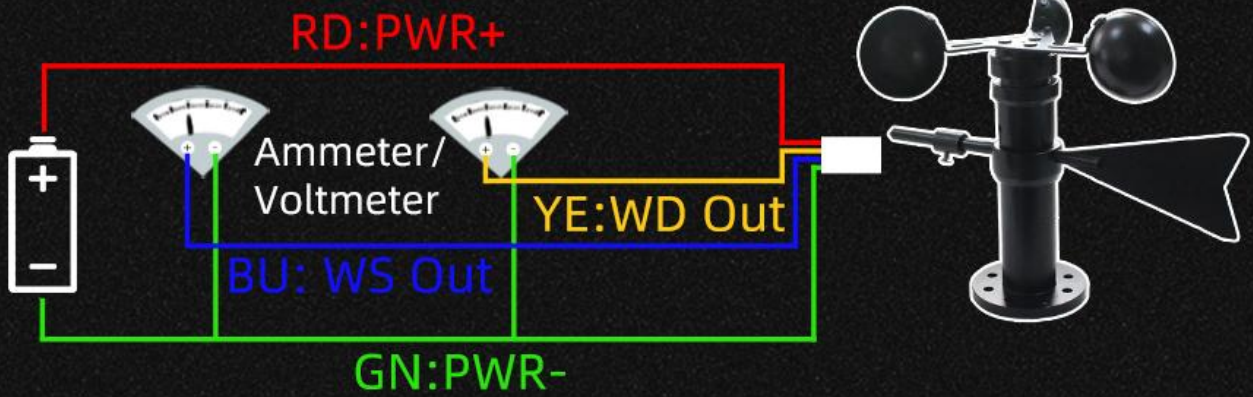 RD:PWR+
Ammeter/
Voltmeter
YE:WD Out
BU: WS Out
GN:PWR-